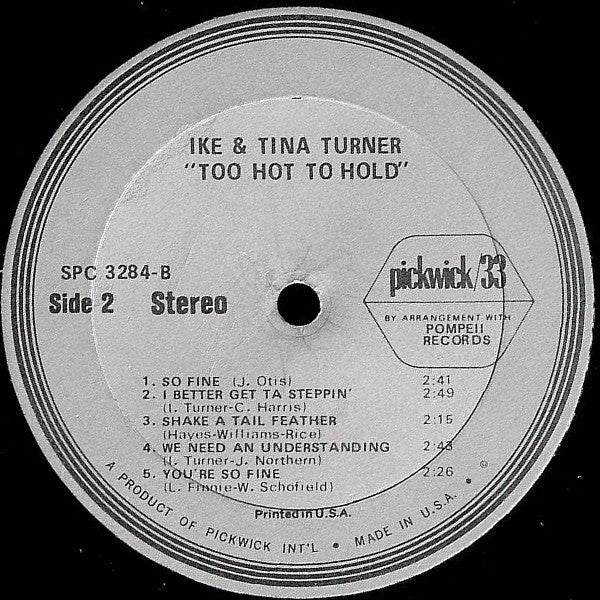 IKE & TINA TURNER
"TOO HOT TO HOLD"
SPC 3284-B
Side 2 Stereo
pickwick/33
BY ARRANGEMENT WITH
POMPEII
RECORDS
1. SO FINE (J. Otis) 2:41
2. I BETTER GET TA STEPPIN' 2:49
(I. Turner-C. Harris)
3. SHAKE A TAIL FEATHER 2:15
(Hayes-Williams-Rice)
4. WE NEED AN UNDERSTANDING 2:43
(I. Turner-J. Northern)
5. YOU'RE SO FINE 2:26
(L. Finnie-W. Schofield)
Printed in U.S.A.
A PRODUCT OF PICKWICK INT'L • MADE IN U.S.A. • ©